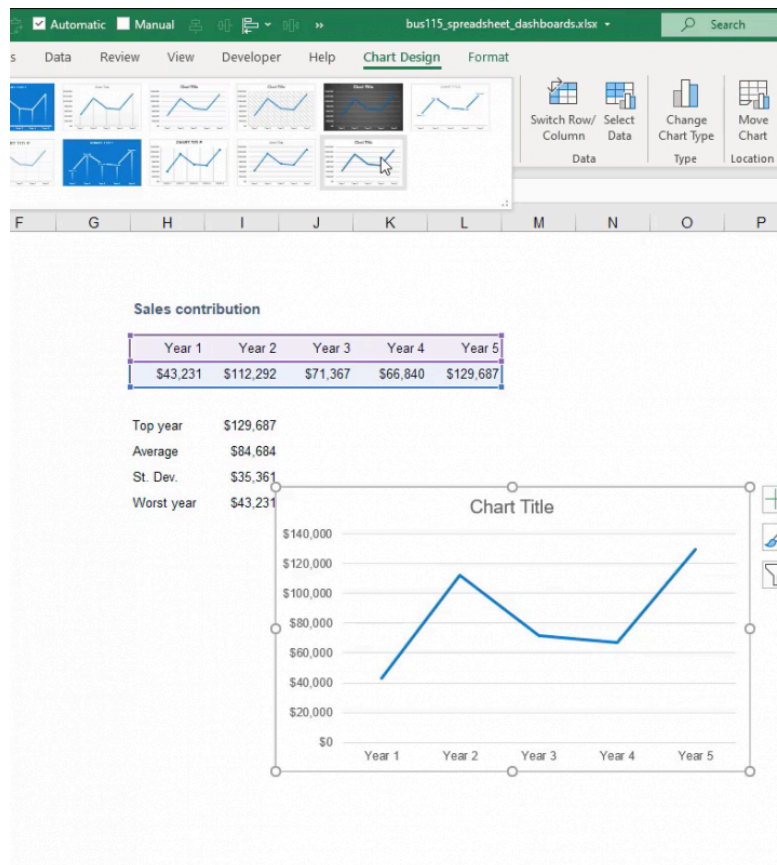 Automatic Manual bus115_spreadsheet_dashboards.xlsx Search
s Data Review View Developer Help Chart Design Format
Switch Row/ Column
Select Data
Change Chart Type
Move Chart
Data Type Location
F G H I J K L M N O P
Sales contribution
Year 1 Year 2 Year 3 Year 4 Year 5
$43,231 $112,292 $71,367 $66,840 $129,687
Top year $129,687
Average $84,684
St. Dev. $35,361
Worst year $43,231
Chart Title
$140,000
$120,000
$100,000
$80,000
$60,000
$40,000
$20,000
$0
Year 1 Year 2 Year 3 Year 4 Year 5